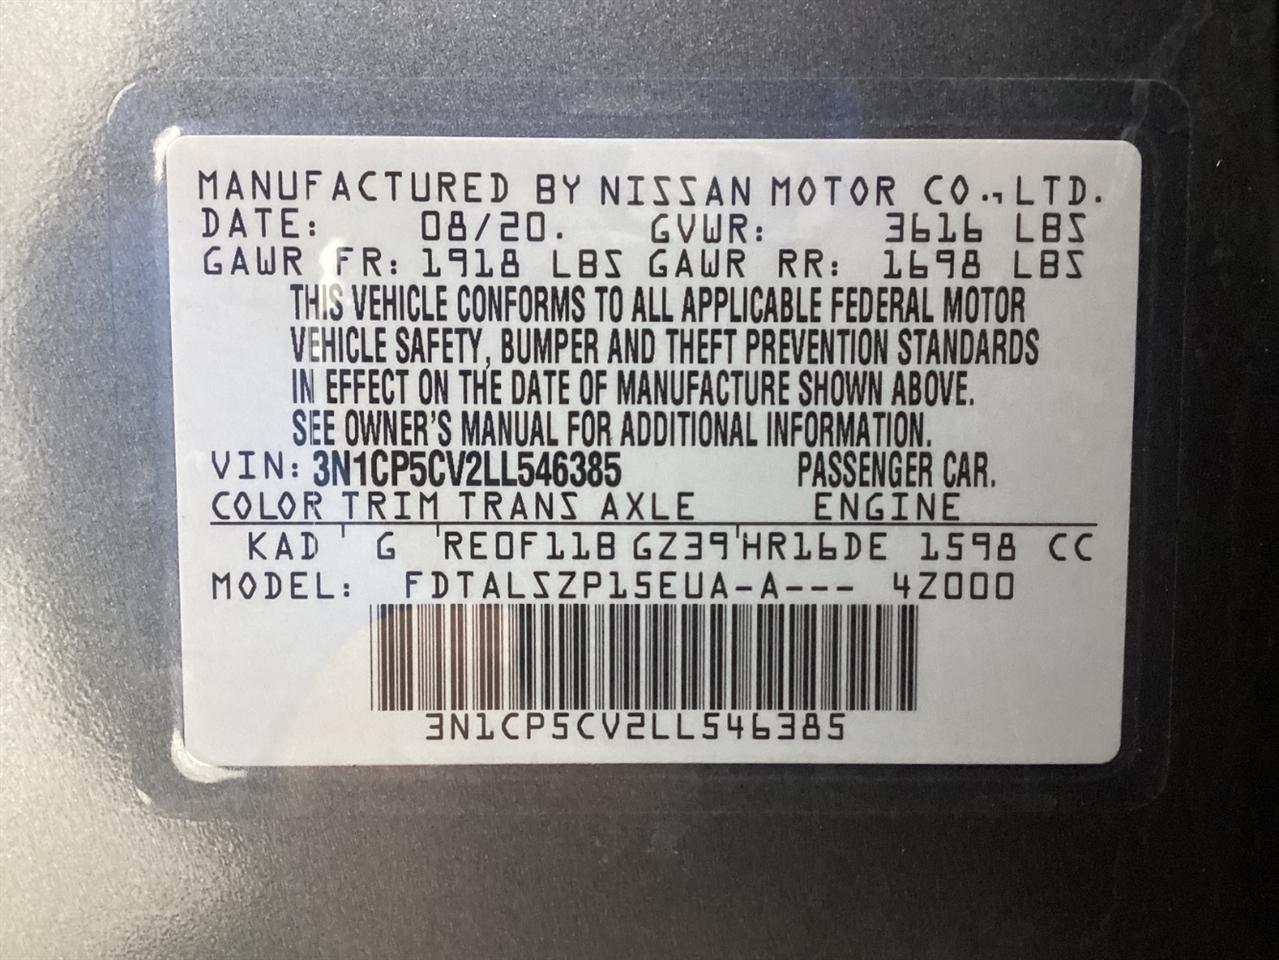 MANUFACTURED BY NISSAN MOTOR CO.,LTD.
DATE: 08/20. GVWR: 3616 LBS
GAWR FR: 1918 LBS GAWR RR: 1698 LBS
THIS VEHICLE CONFORMS TO ALL APPLICABLE FEDERAL MOTOR
VEHICLE SAFETY, BUMPER AND THEFT PREVENTION STANDARDS
IN EFFECT ON THE DATE OF MANUFACTURE SHOWN ABOVE.
SEE OWNER'S MANUAL FOR ADDITIONAL INFORMATION.
VIN: 3N1CP5CV2LL546385 PASSENGER CAR.
COLOR TRIM TRANS AXLE ENGINE
KAD G RE0F11B GZ39 HR16DE 1598 CC
MODEL: FDTALSZP15EUA-A--- 4Z000
3N1CP5CV2LL546385